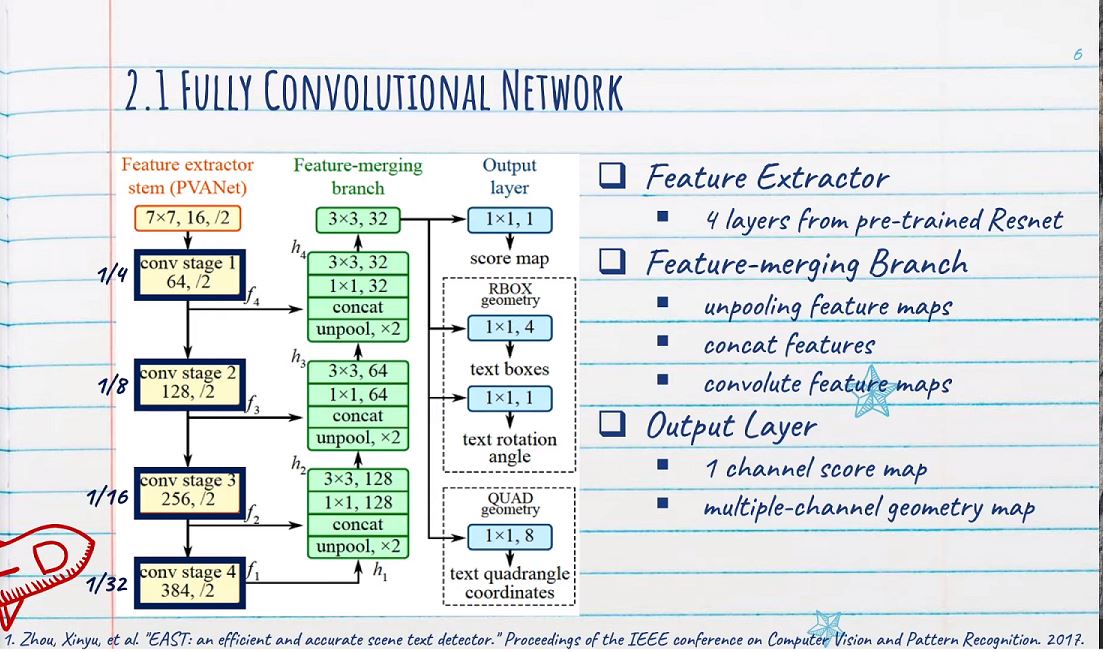 6
2.1 Fully Convolutional Network
Feature extractor
stem (PVANet)
7×7, 16, /2
1/4
conv stage 1
64, /2
f4
1/8
conv stage 2
128, /2
f3
1/16
conv stage 3
256, /2
f2
1/32
conv stage 4
384, /2
f1
Feature-merging
branch
3×3, 32
h4
3×3, 32
1×1, 32
concat
unpool, ×2
h3
3×3, 64
1×1, 64
concat
unpool, ×2
h2
3×3, 128
1×1, 128
concat
unpool, ×2
h1
Output
layer
1×1, 1
score map
RBOX
geometry
1×1, 4
text boxes
1×1, 1
text rotation
angle
QUAD
geometry
1×1, 8
text quadrangle
coordinates
Feature Extractor
4 layers from pre-trained Resnet
Feature-merging Branch
unpooling feature maps
concat features
convolute feature maps
Output Layer
1 channel score map
multiple-channel geometry map
1. Zhou, Xinyu, et al. "EAST: an efficient and accurate scene text detector." Proceedings of the IEEE conference on Computer Vision and Pattern Recognition. 2017.